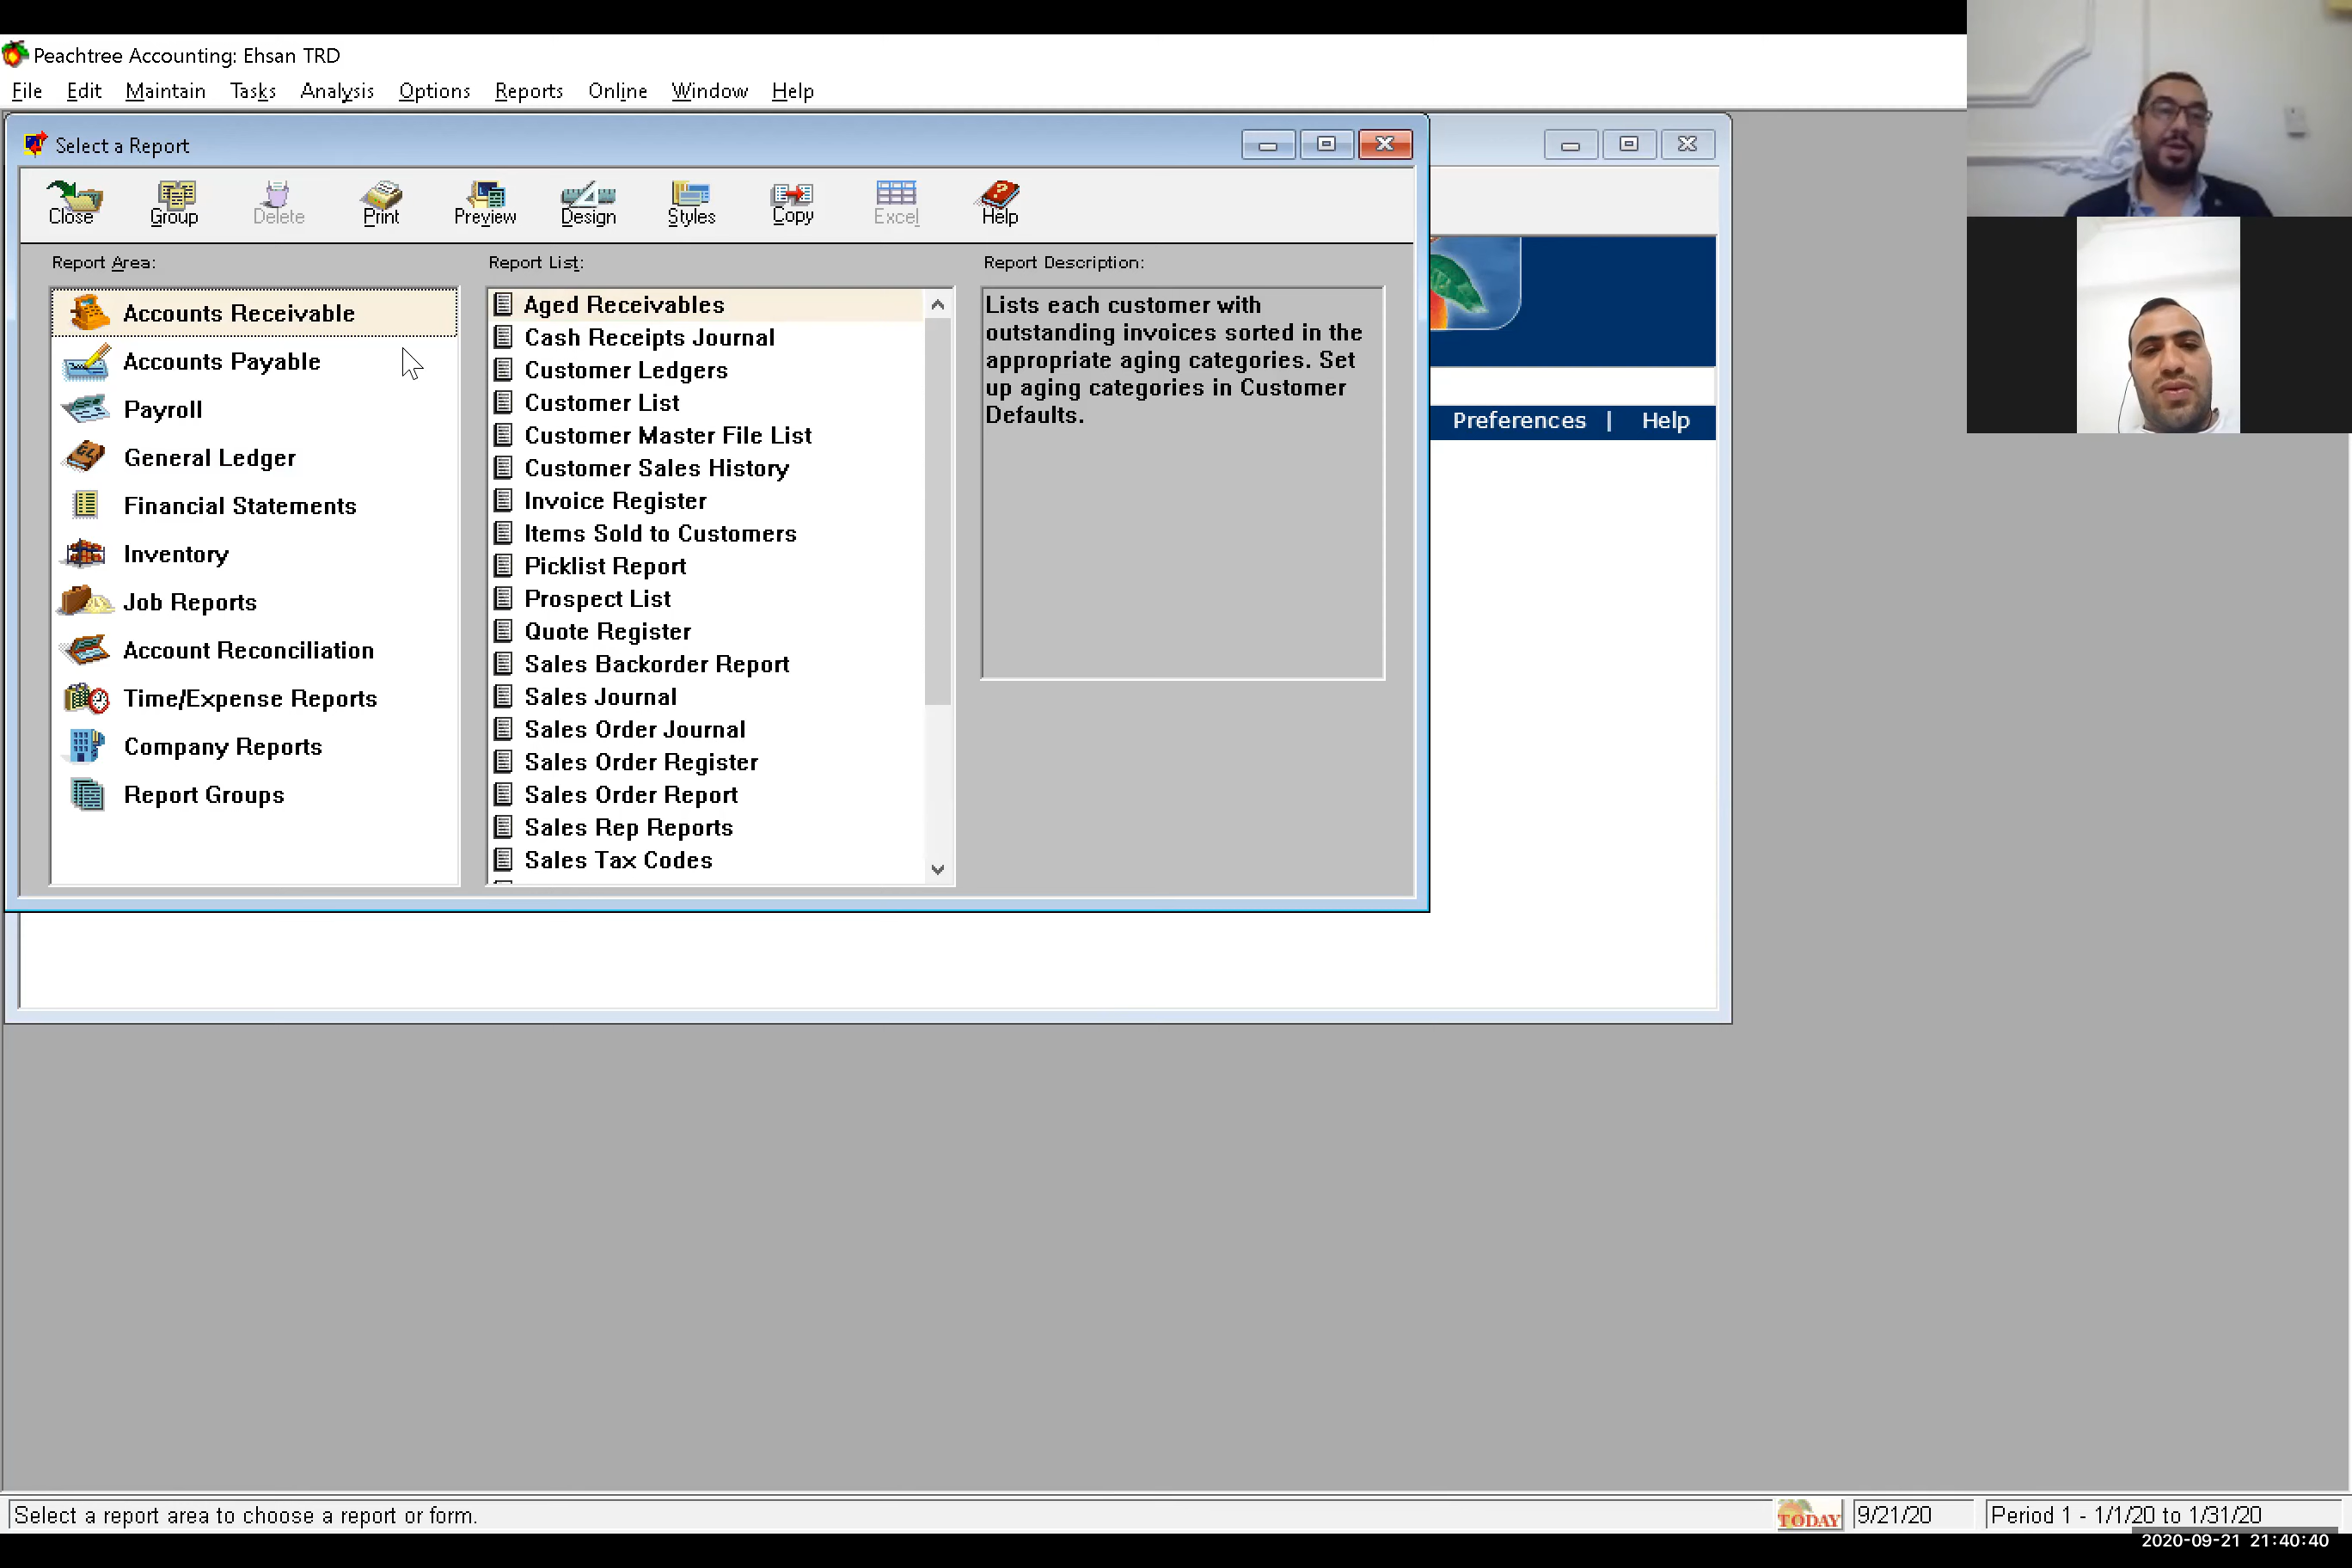 Peachtree Accounting: Ehsan TRD
File Edit Maintain Tasks Analysis Options Reports Online Window Help
Select a Report
Close Group Delete Print Preview Design Styles Copy Excel Help
Report Area:
Accounts Receivable
Accounts Payable
Payroll
General Ledger
Financial Statements
Inventory
Job Reports
Account Reconciliation
Time/Expense Reports
Company Reports
Report Groups
Report List:
Aged Receivables
Cash Receipts Journal
Customer Ledgers
Customer List
Customer Master File List
Customer Sales History
Invoice Register
Items Sold to Customers
Picklist Report
Prospect List
Quote Register
Sales Backorder Report
Sales Journal
Sales Order Journal
Sales Order Register
Sales Order Report
Sales Rep Reports
Sales Tax Codes
Report Description:
Lists each customer with
outstanding invoices sorted in the
appropriate aging categories. Set
up aging categories in Customer
Defaults.
Preferences | Help
Select a report area to choose a report or form.
TODAY
9/21/20
Period 1 - 1/1/20 to 1/31/20
2020-09-21 21:40:40